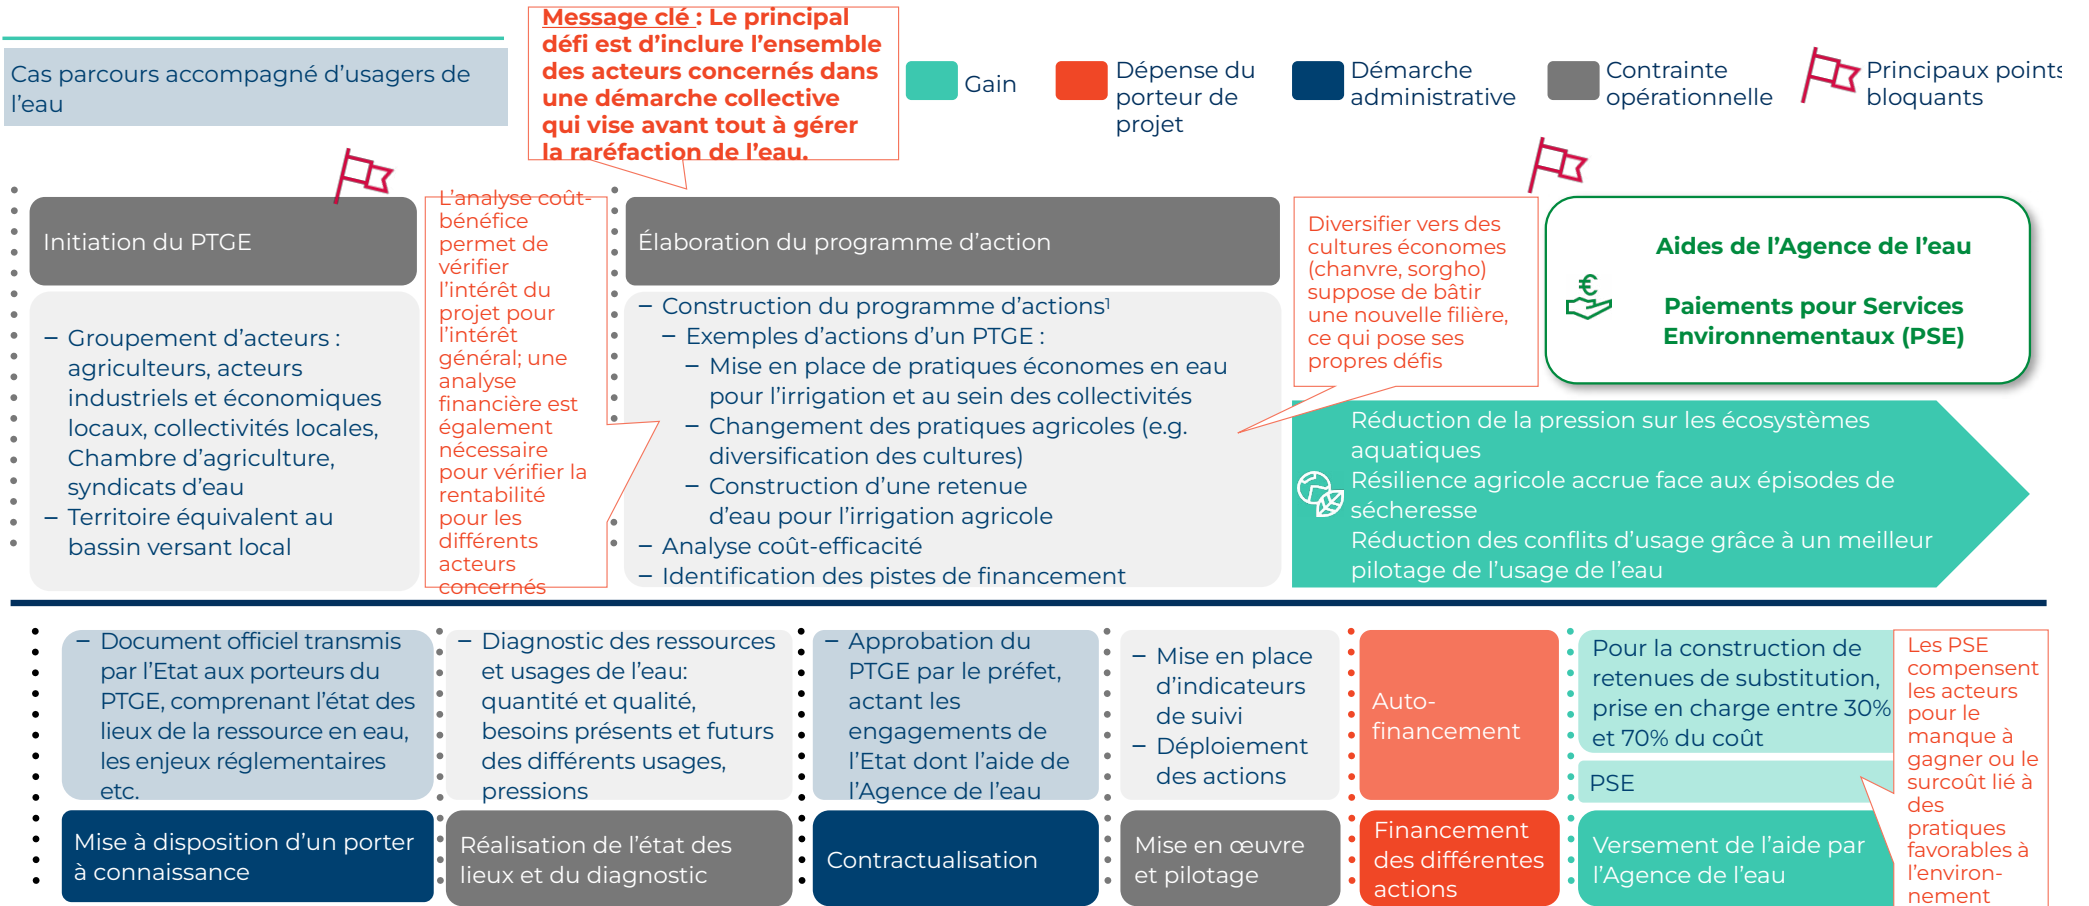 Cas parcours accompagné d'usagers de
l'eau
Message clé : Le principal
défi est d'inclure l'ensemble
des acteurs concernés dans
une démarche collective
qui vise avant tout à gérer
la raréfaction de l'eau.
Gain
Dépense du
porteur de
projet
Démarche
administrative
Contrainte
opérationnelle
Principaux points
bloquants
Initiation du PTGE
– Groupement d'acteurs :
agriculteurs, acteurs
industriels et économiques
locaux, collectivités locales,
Chambre d'agriculture,
syndicats d'eau
– Territoire équivalent au
bassin versant local
L'analyse coût-
bénéfice
permet de
vérifier
l'intérêt du
projet pour
l'intérêt
général; une
analyse
financière est
également
nécessaire
pour vérifier la
rentabilité
pour les
différents
acteurs
concernés
Élaboration du programme d'action
– Construction du programme d'actions¹
– Exemples d'actions d'un PTGE :
– Mise en place de pratiques économes en eau
pour l'irrigation et au sein des collectivités
– Changement des pratiques agricoles (e.g.
diversification des cultures)
– Construction d'une retenue
d'eau pour l'irrigation agricole
– Analyse coût-efficacité
– Identification des pistes de financement
Diversifier vers des
cultures économes
(chanvre, sorgho)
suppose de bâtir
une nouvelle filière,
ce qui pose ses
propres défis
Aides de l'Agence de l'eau
Paiements pour Services
Environnementaux (PSE)
Réduction de la pression sur les écosystèmes
aquatiques
Résilience agricole accrue face aux épisodes de
sécheresse
Réduction des conflits d'usage grâce à un meilleur
pilotage de l'usage de l'eau
– Document officiel transmis
par l'Etat aux porteurs du
PTGE, comprenant l'état des
lieux de la ressource en eau,
les enjeux réglementaires
etc.
Mise à disposition d'un porter
à connaissance
– Diagnostic des ressources
et usages de l'eau:
quantité et qualité,
besoins présents et futurs
des différents usages,
pressions
Réalisation de l'état des
lieux et du diagnostic
– Approbation du
PTGE par le préfet,
actant les
engagements de
l'Etat dont l'aide de
l'Agence de l'eau
Contractualisation
– Mise en place
d'indicateurs
de suivi
– Déploiement
des actions
Mise en œuvre
et pilotage
Auto-
financement
Financement
des différentes
actions
Pour la construction de
retenues de substitution,
prise en charge entre 30%
et 70% du coût
PSE
Versement de l'aide par
l'Agence de l'eau
Les PSE
compensent
les acteurs
pour le
manque à
gagner ou le
surcoût lié à
des
pratiques
favorables à
l'environ-
nement